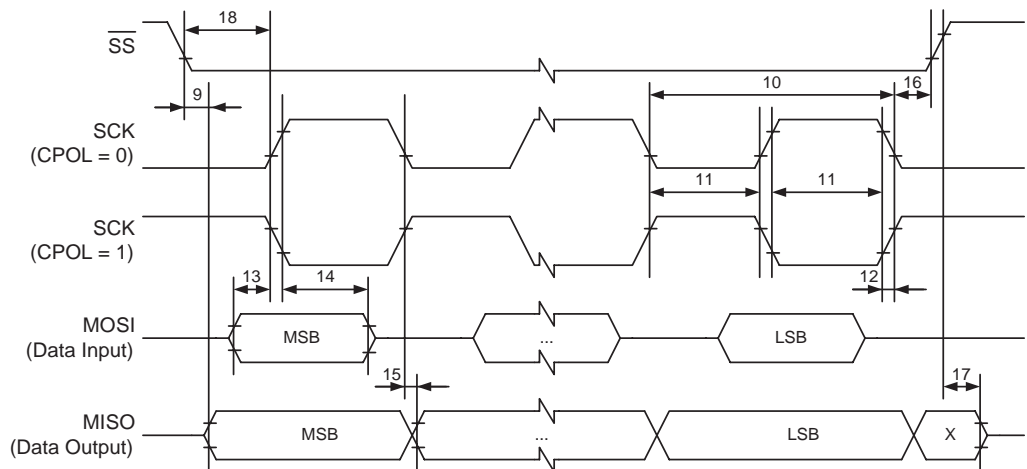 18
SS
9
10
16
SCK
(CPOL = 0)
11
11
SCK
(CPOL = 1)
13
14
12
MOSI
(Data Input)
MSB
...
LSB
15
17
MISO
(Data Output)
MSB
...
LSB
X